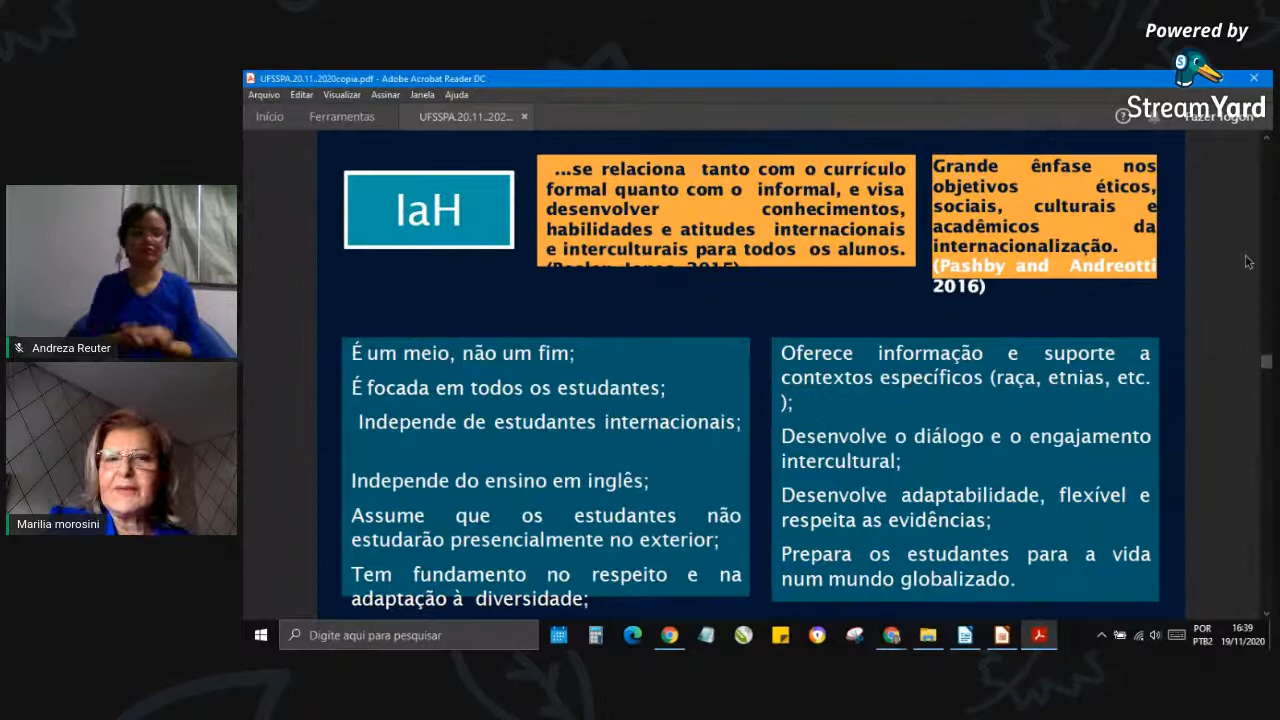 Powered by
StreamYard
UFSSPA.20.11..2020copia.pdf - Adobe Acrobat Reader DC
Arquivo Editar Visualizar Assinar Janela Ajuda
Início Ferramentas UFSSPA.20.11..202... Fazer logon
IaH
...se relaciona tanto com o currículo
formal quanto com o informal, e visa
desenvolver conhecimentos,
habilidades e atitudes internacionais
e interculturais para todos os alunos.
Grande ênfase nos
objetivos éticos,
sociais, culturais e
acadêmicos da
internacionalização.
(Pashby and Andreotti
2016)
É um meio, não um fim;
É focada em todos os estudantes;
Independe de estudantes internacionais;
Independe do ensino em inglês;
Assume que os estudantes não
estudarão presencialmente no exterior;
Tem fundamento no respeito e na
adaptação à diversidade;
Oferece informação e suporte a
contextos específicos (raça, etnias, etc.
);
Desenvolve o diálogo e o engajamento
intercultural;
Desenvolve adaptabilidade, flexível e
respeita as evidências;
Prepara os estudantes para a vida
num mundo globalizado.
Andreza Reuter
Marilia morosini
Digite aqui para pesquisar
POR
PTB2
16:39
19/11/2020